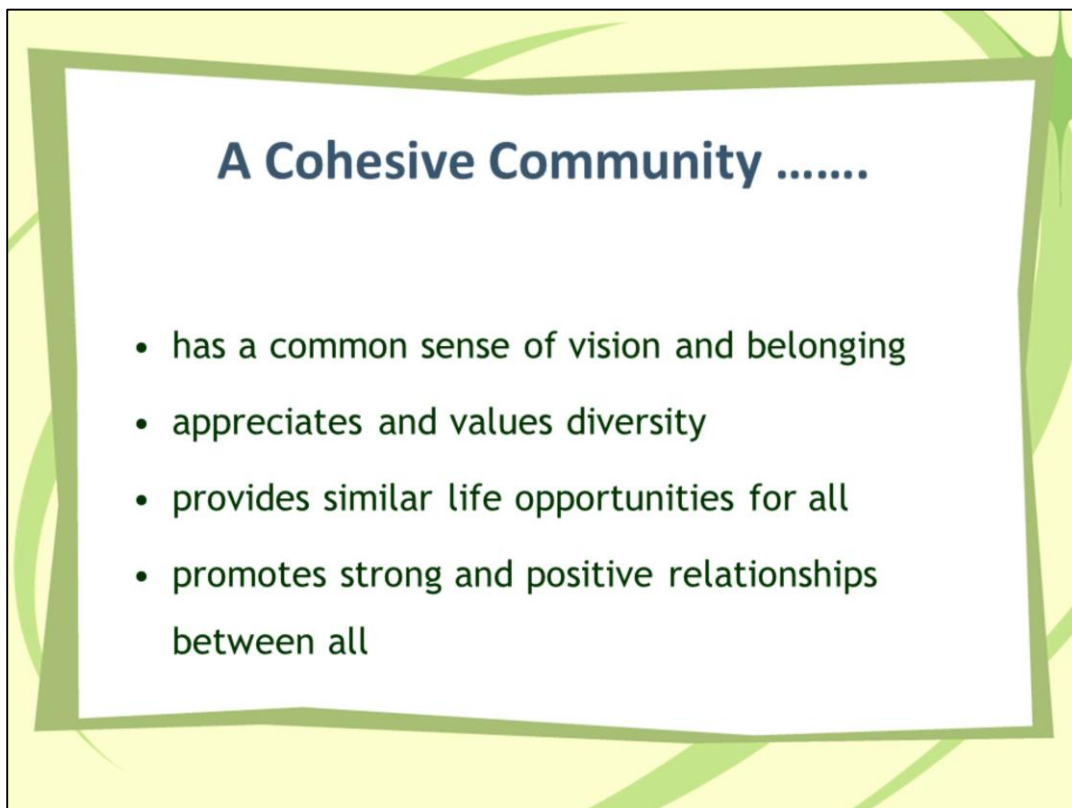 A Cohesive Community .......
• has a common sense of vision and belonging
• appreciates and values diversity
• provides similar life opportunities for all
• promotes strong and positive relationships
between all